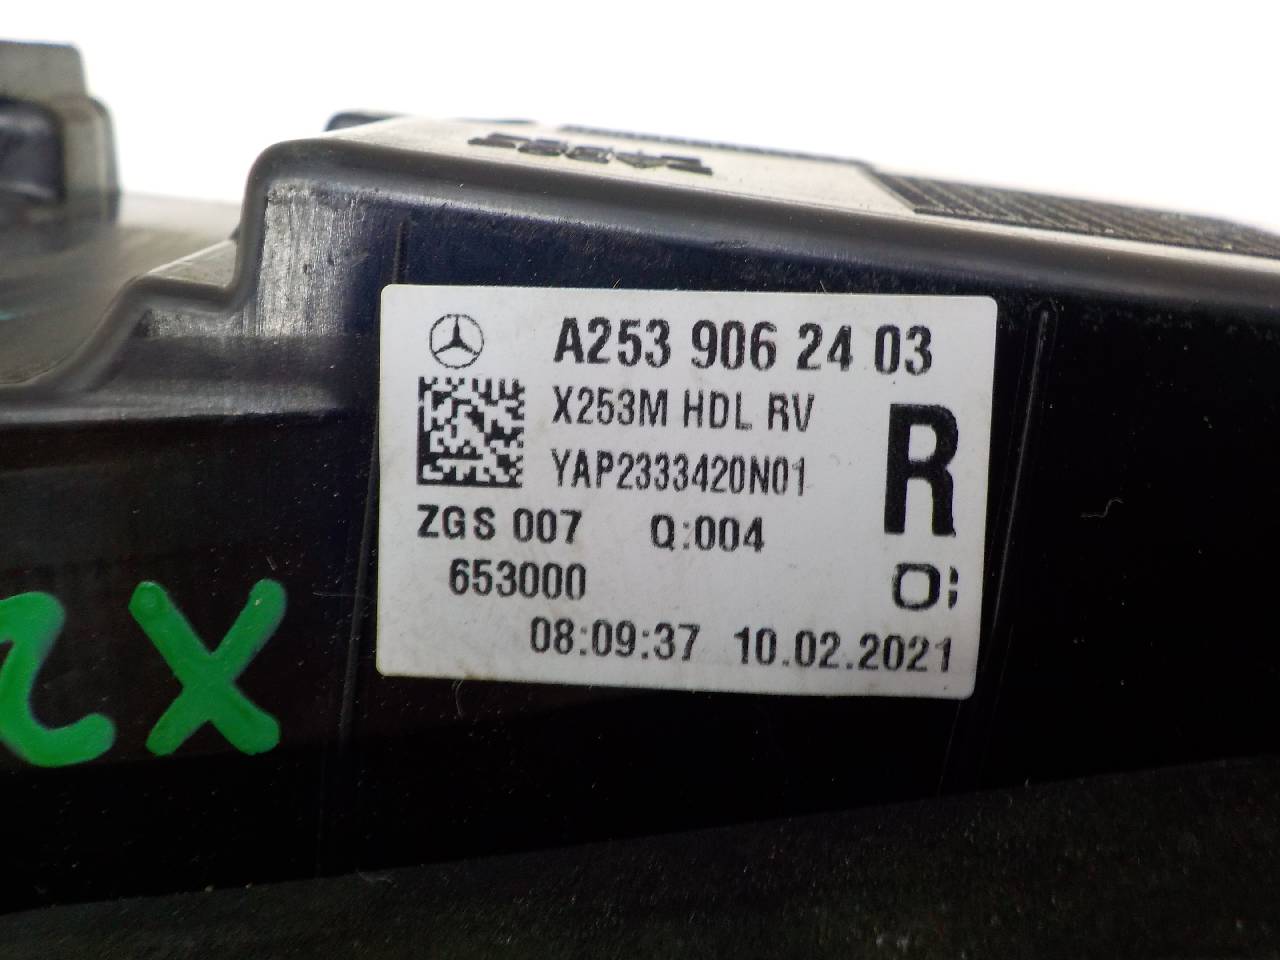 A253 906 24 03
X253M HDL RV
YAP2333420N01
R
ZGS 007 Q:004
653000
08:09:37 10.02.2021
X